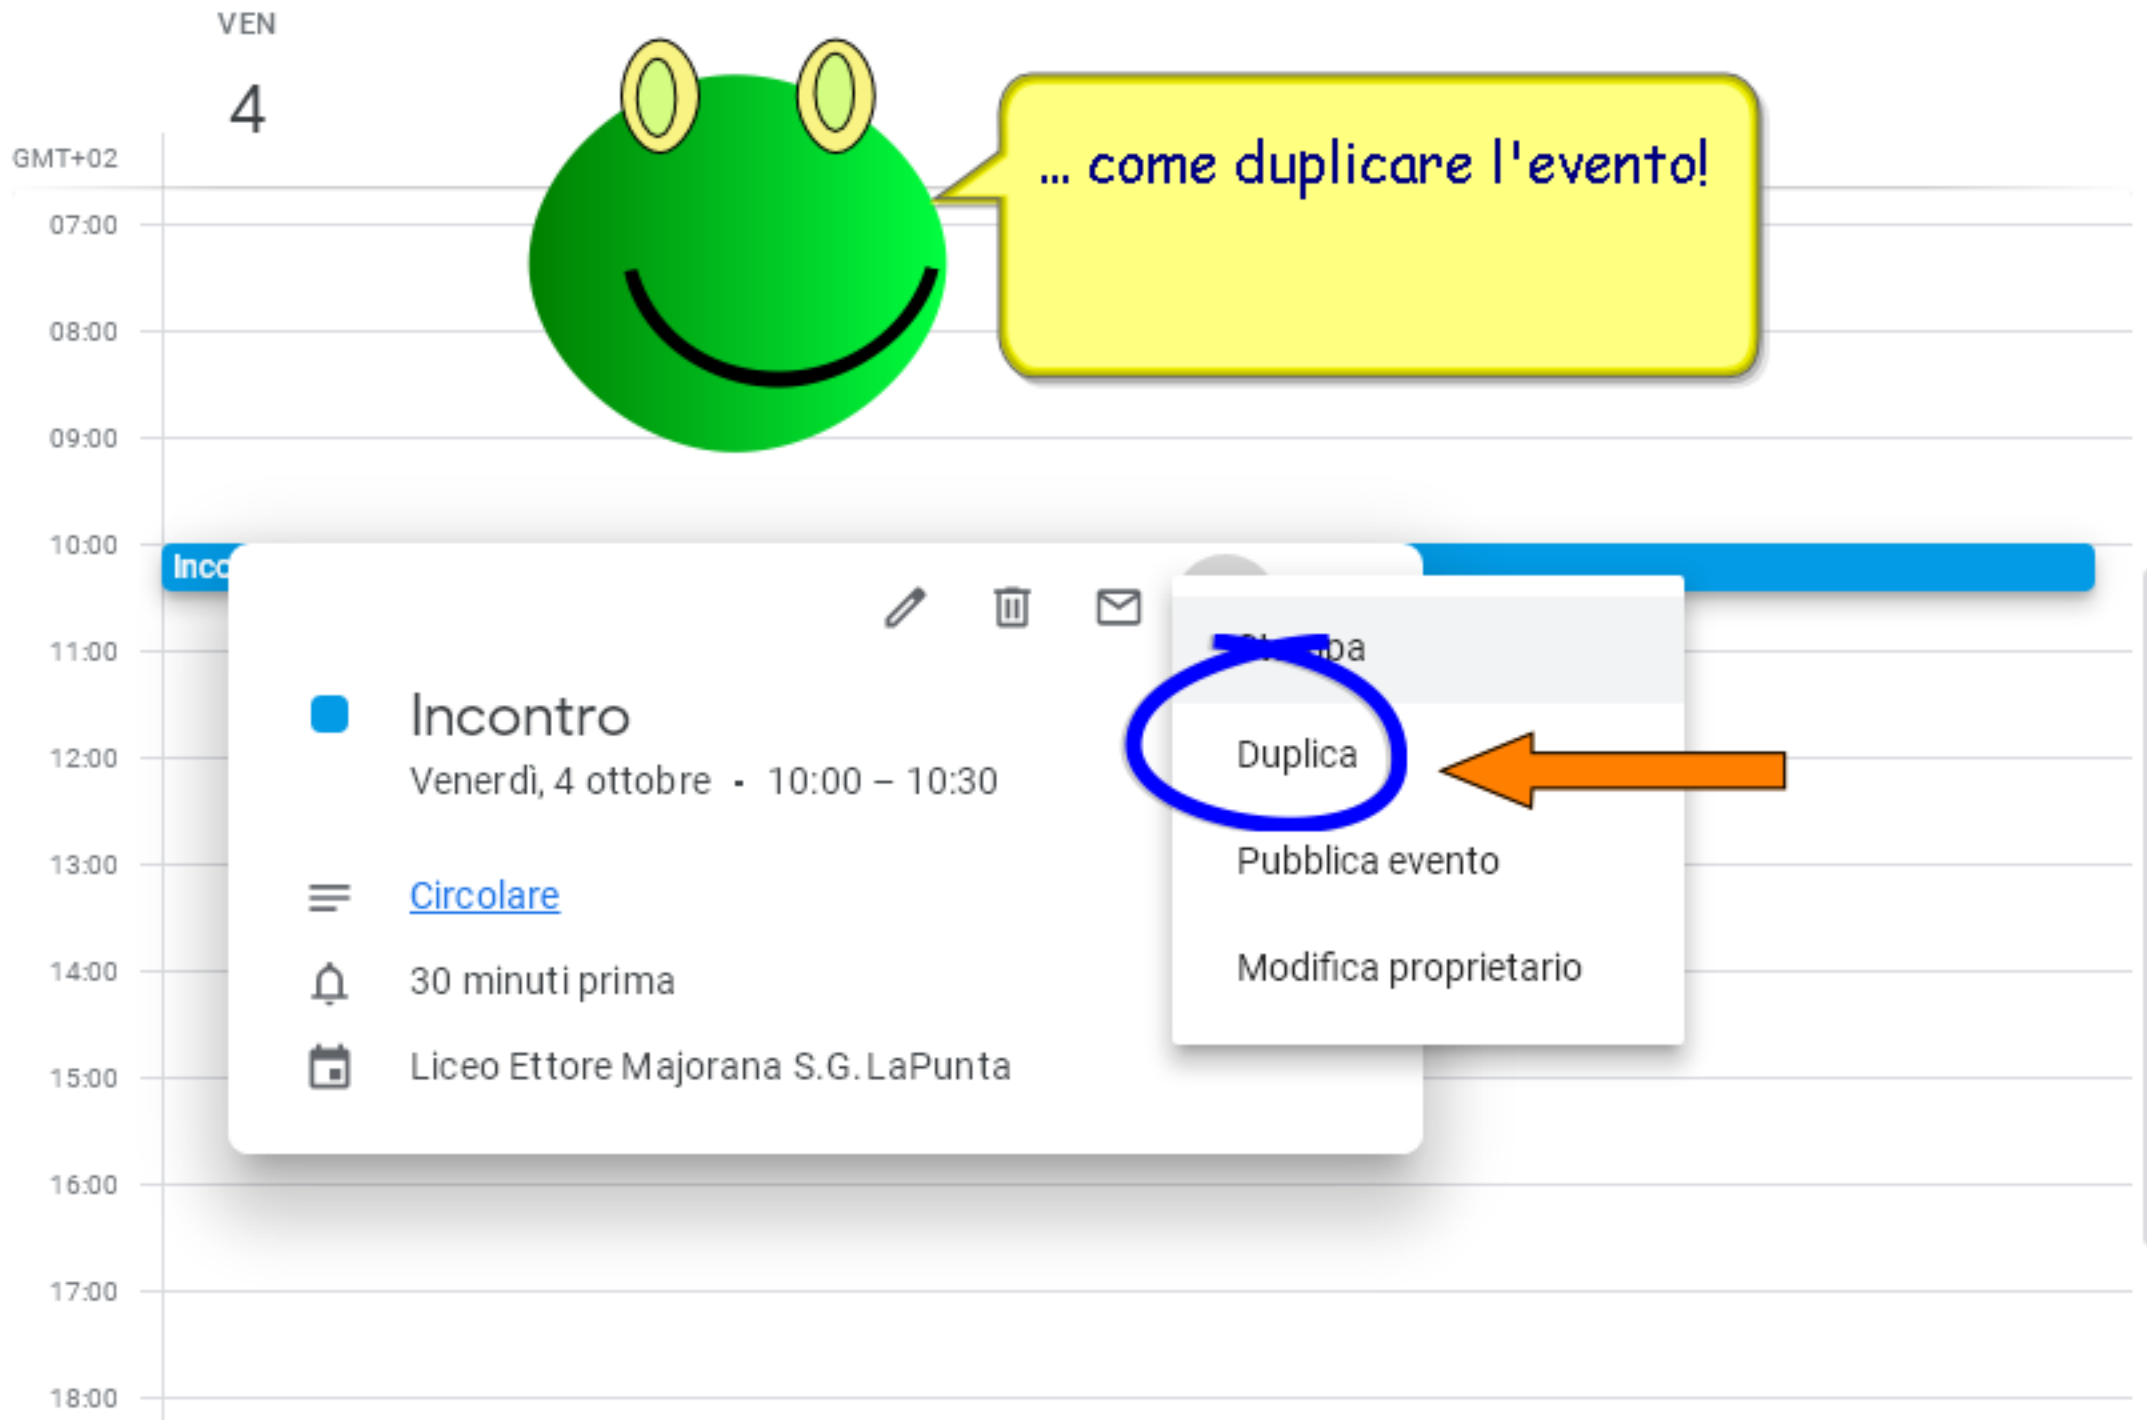 VEN
4
GMT+02
... come duplicare l'evento!
07:00
08:00
09:00
10:00
Inco
11:00
Incontro
Duplica
12:00
Venerdì, 4 ottobre • 10:00 – 10:30
Pubblica evento
13:00
Circolare
14:00
30 minuti prima
Modifica proprietario
15:00
Liceo Ettore Majorana S.G.LaPunta
16:00
17:00
18:00